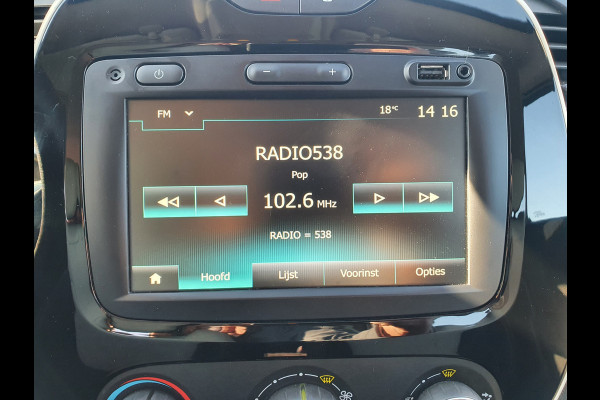 FM 18°C 14 16
RADIO538
Pop
102.6 MHz
RADIO = 538
Hoofd Lijst Voorinst Opties